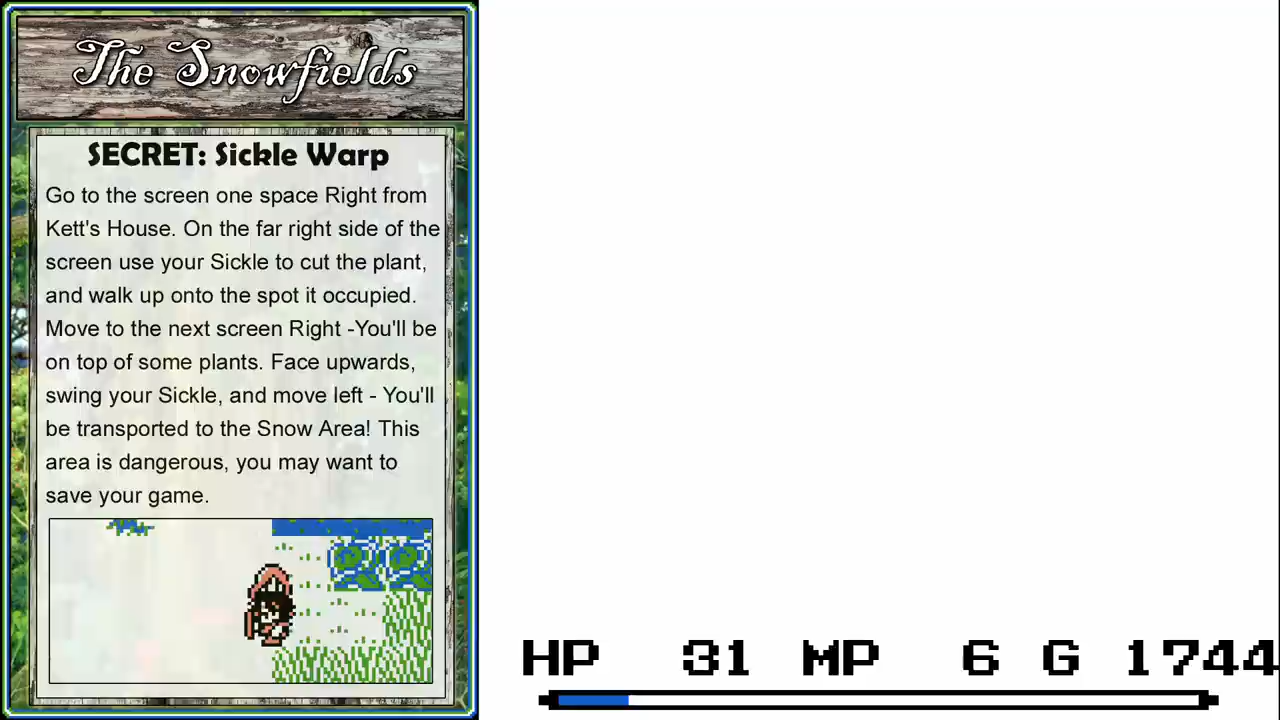 The Snowfields
SECRET: Sickle Warp
Go to the screen one space Right from
Kett's House. On the far right side of the
screen use your Sickle to cut the plant,
and walk up onto the spot it occupied.
Move to the next screen Right -You'll be
on top of some plants. Face upwards,
swing your Sickle, and move left - You'll
be transported to the Snow Area! This
area is dangerous, you may want to
save your game.
HP 31 MP 6 G 1744